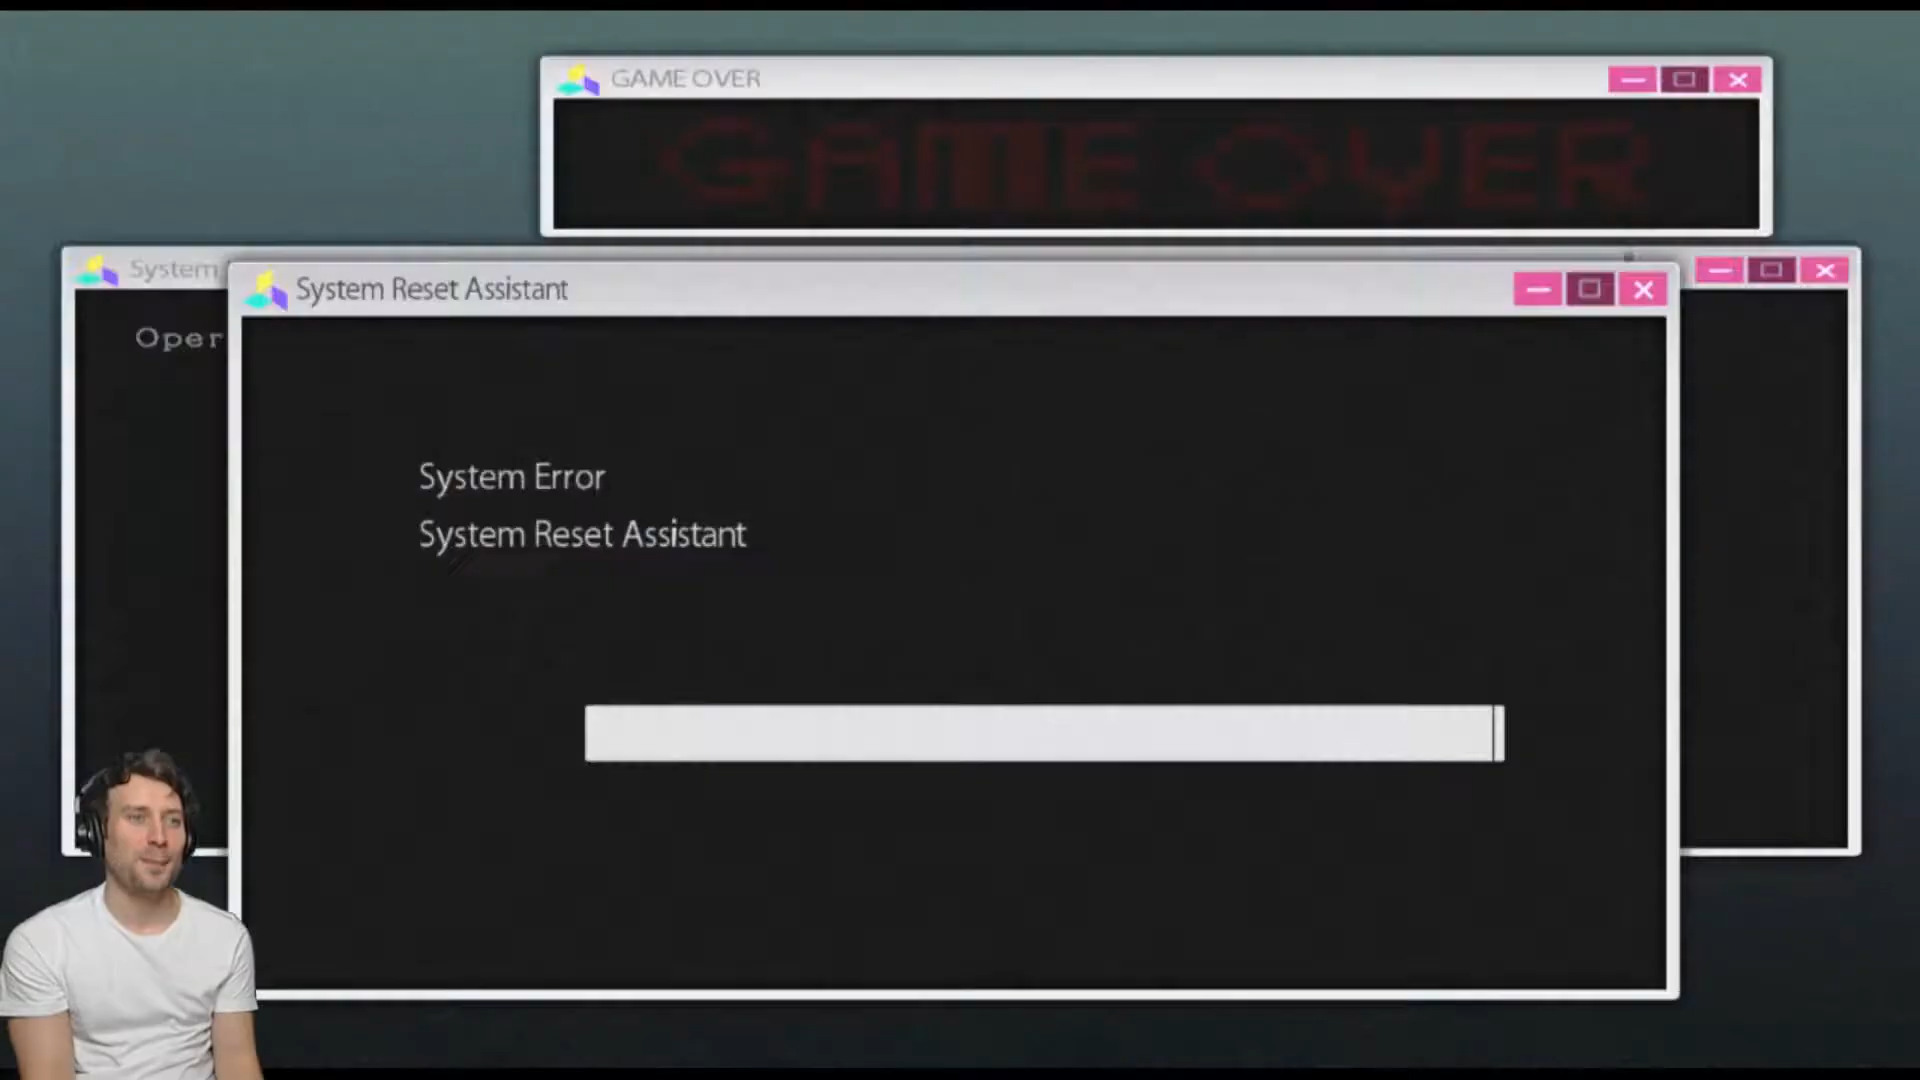 GAME OVER
GAME OVER
System
System Reset Assistant
Oper
System Error
System Reset Assistant